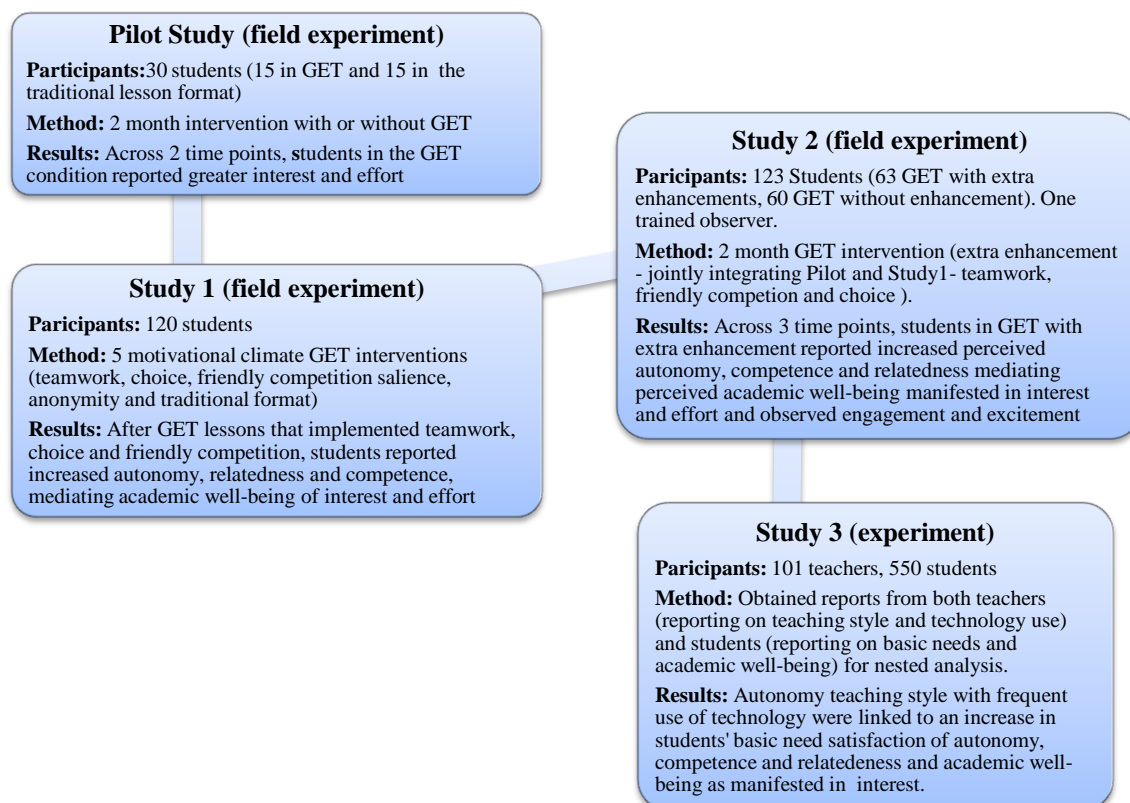 Pilot Study (field experiment)
Participants:30 students (15 in GET and 15 in the
traditional lesson format)
Method: 2 month intervention with or without GET
Results: Across 2 time points, students in the GET
condition reported greater interest and effort
Study 1 (field experiment)
Paricipants: 120 students
Method: 5 motivational climate GET interventions
(teamwork, choice, friendly competition salience,
anonymity and traditional format)
Results: After GET lessons that implemented teamwork,
choice and friendly competition, students reported
increased autonomy, relatedness and competence,
mediating academic well-being of interest and effort
Study 2 (field experiment)
Paricipants: 123 Students (63 GET with extra
enhancements, 60 GET without enhancement). One
trained observer.
Method: 2 month GET intervention (extra enhancement
- jointly integrating Pilot and Study1- teamwork,
friendly competion and choice ).
Results: Across 3 time points, students in GET with
extra enhancement reported increased perceived
autonomy, competence and relatedness mediating
perceived academic well-being manifested in interest
and effort and observed engagement and excitement
Study 3 (experiment)
Paricipants: 101 teachers, 550 students
Method: Obtained reports from both teachers
(reporting on teaching style and technology use)
and students (reporting on basic needs and
academic well-being) for nested analysis.
Results: Autonomy teaching style with frequent
use of technology were linked to an increase in
students' basic need satisfaction of autonomy,
competence and relatedeness and academic well-
being as manifested in interest.